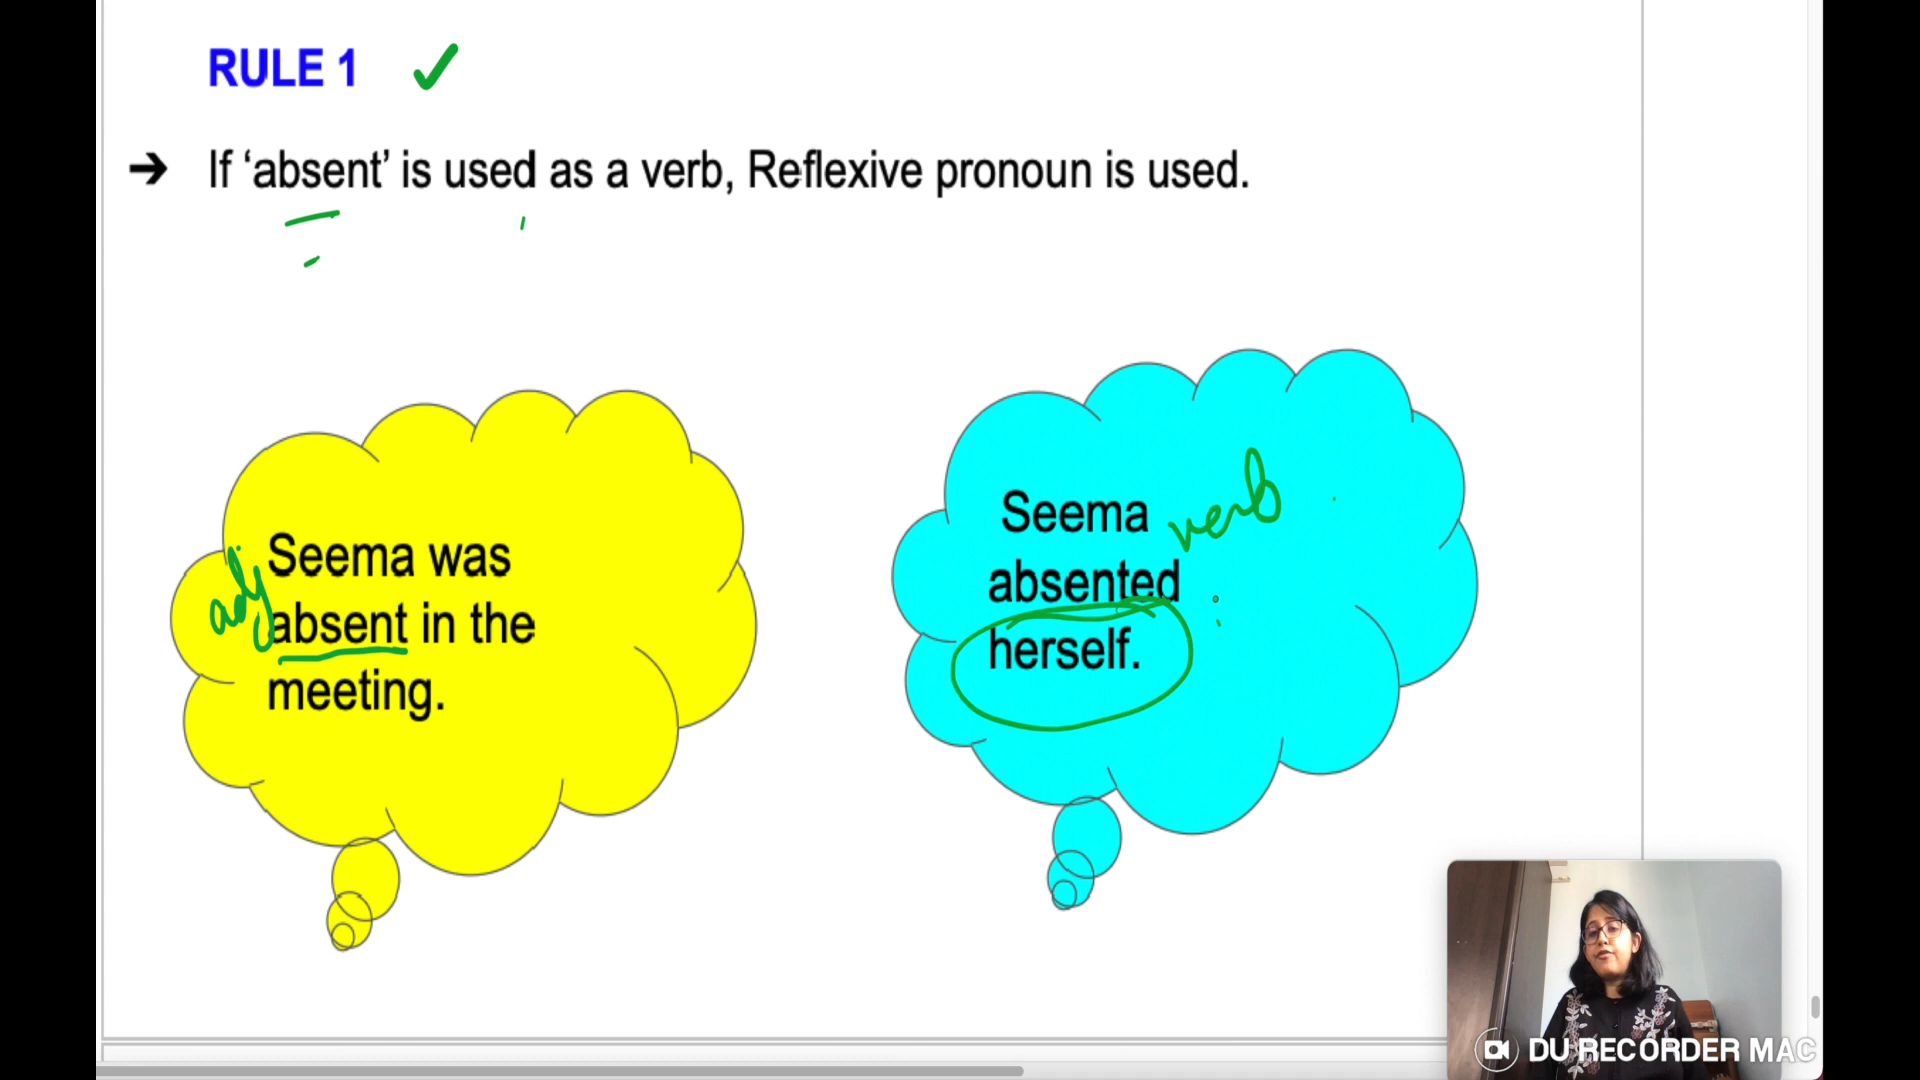 RULE 1
→ If ‘absent’ is used as a verb, Reflexive pronoun is used.
adj
Seema was
absent in the
meeting.
verb
Seema
absented
herself.
DU RECORDER MAC